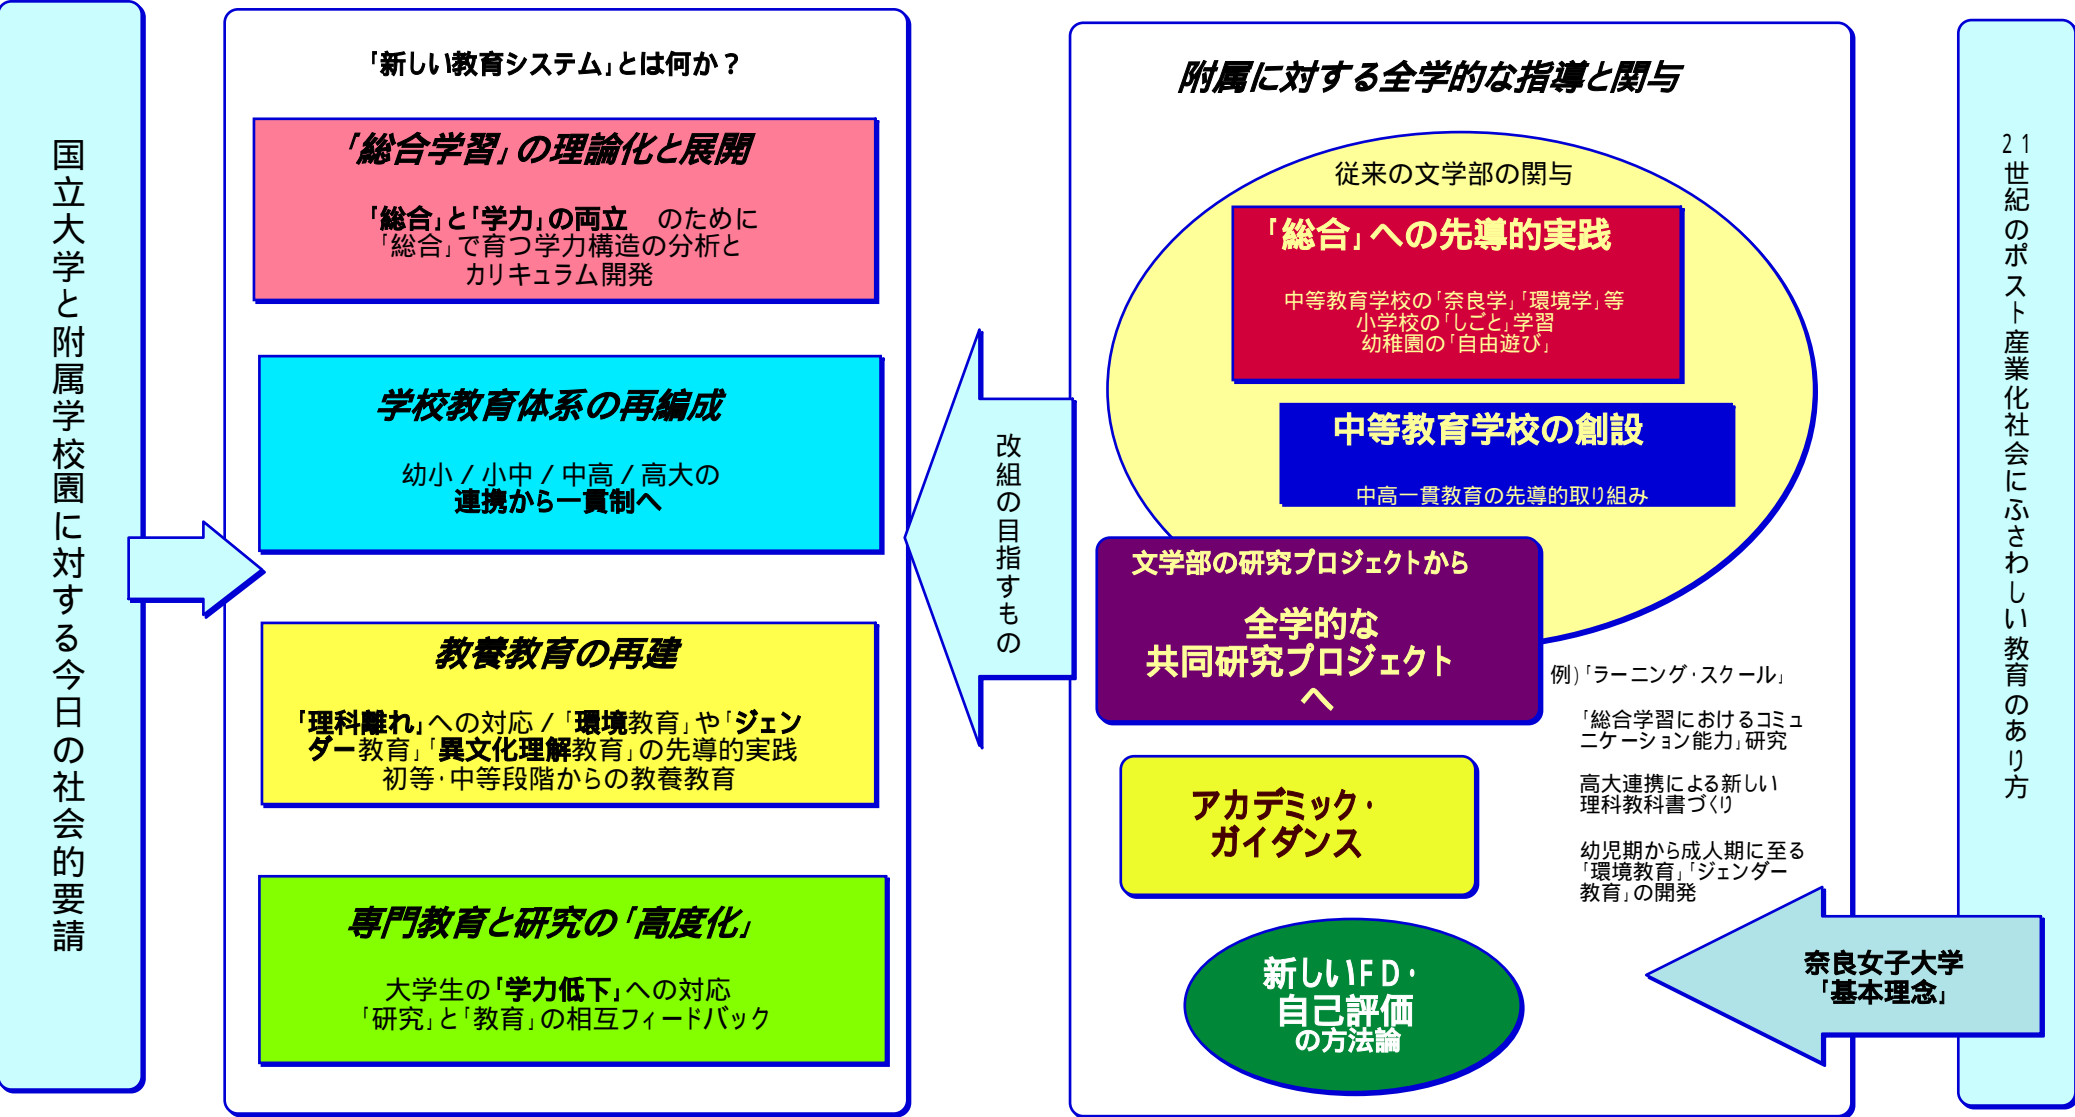 国立大学と附属学校園に対する今日の社会的要請
「新しい教育システム」とは何か？
「総合学習」の理論化と展開
「総合」と「学力」の両立　のために
「総合」で育つ学力構造の分析と
カリキュラム開発
学校教育体系の再編成
幼小／小中／中高／高大の
連携から一貫制へ
教養教育の再建
「理科離れ」への対応／「環境教育」や「ジェン
ダー教育」「異文化理解教育」の先導的実践
初等・中等段階からの教養教育
専門教育と研究の「高度化」
大学生の「学力低下」への対応
「研究」と「教育」の相互フィードバック
改組の目指すもの
附属に対する全学的な指導と関与
従来の文学部の関与
「総合」への先導的実践
中等教育学校の「奈良学」「環境学」等
小学校の「しごと」学習
幼稚園の「自由遊び」
中等教育学校の創設
中高一貫教育の先導的取り組み
文学部の研究プロジェクトから
全学的な
共同研究プロジェクト
へ
例）「ラーニング・スクール」
「総合学習におけるコミュ
ニケーション能力」研究
高大連携による新しい
理科教科書づくり
幼児期から成人期に至る
「環境教育」「ジェンダー
教育」の開発
アカデミック・
ガイダンス
新しいＦＤ・
自己評価
の方法論
奈良女子大学
「基本理念」
２１世紀のポスト産業化社会にふさわしい教育のあり方